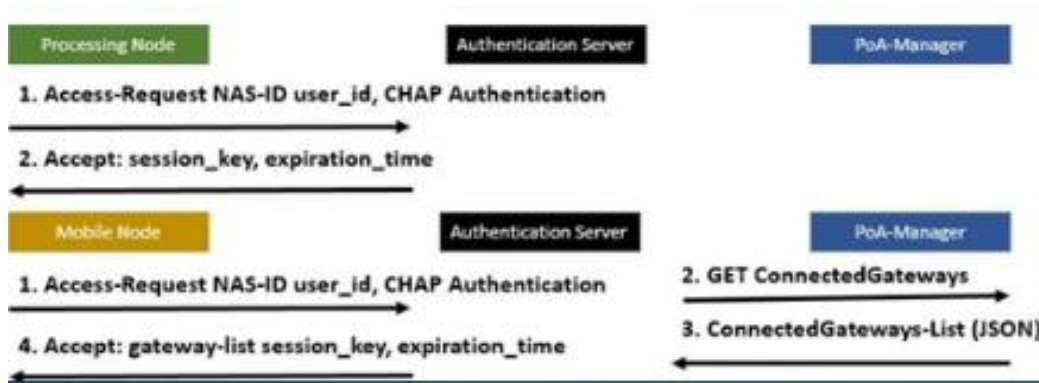 Processing Node
Authentication Server
PoA-Manager
1. Access-Request NAS-ID user_id, CHAP Authentication
2. Accept: session_key, expiration_time
Mobile Node
Authentication Server
PoA-Manager
1. Access-Request NAS-ID user_id, CHAP Authentication
2. GET ConnectedGateways
3. ConnectedGateways-List (JSON)
4. Accept: gateway-list session_key, expiration_time